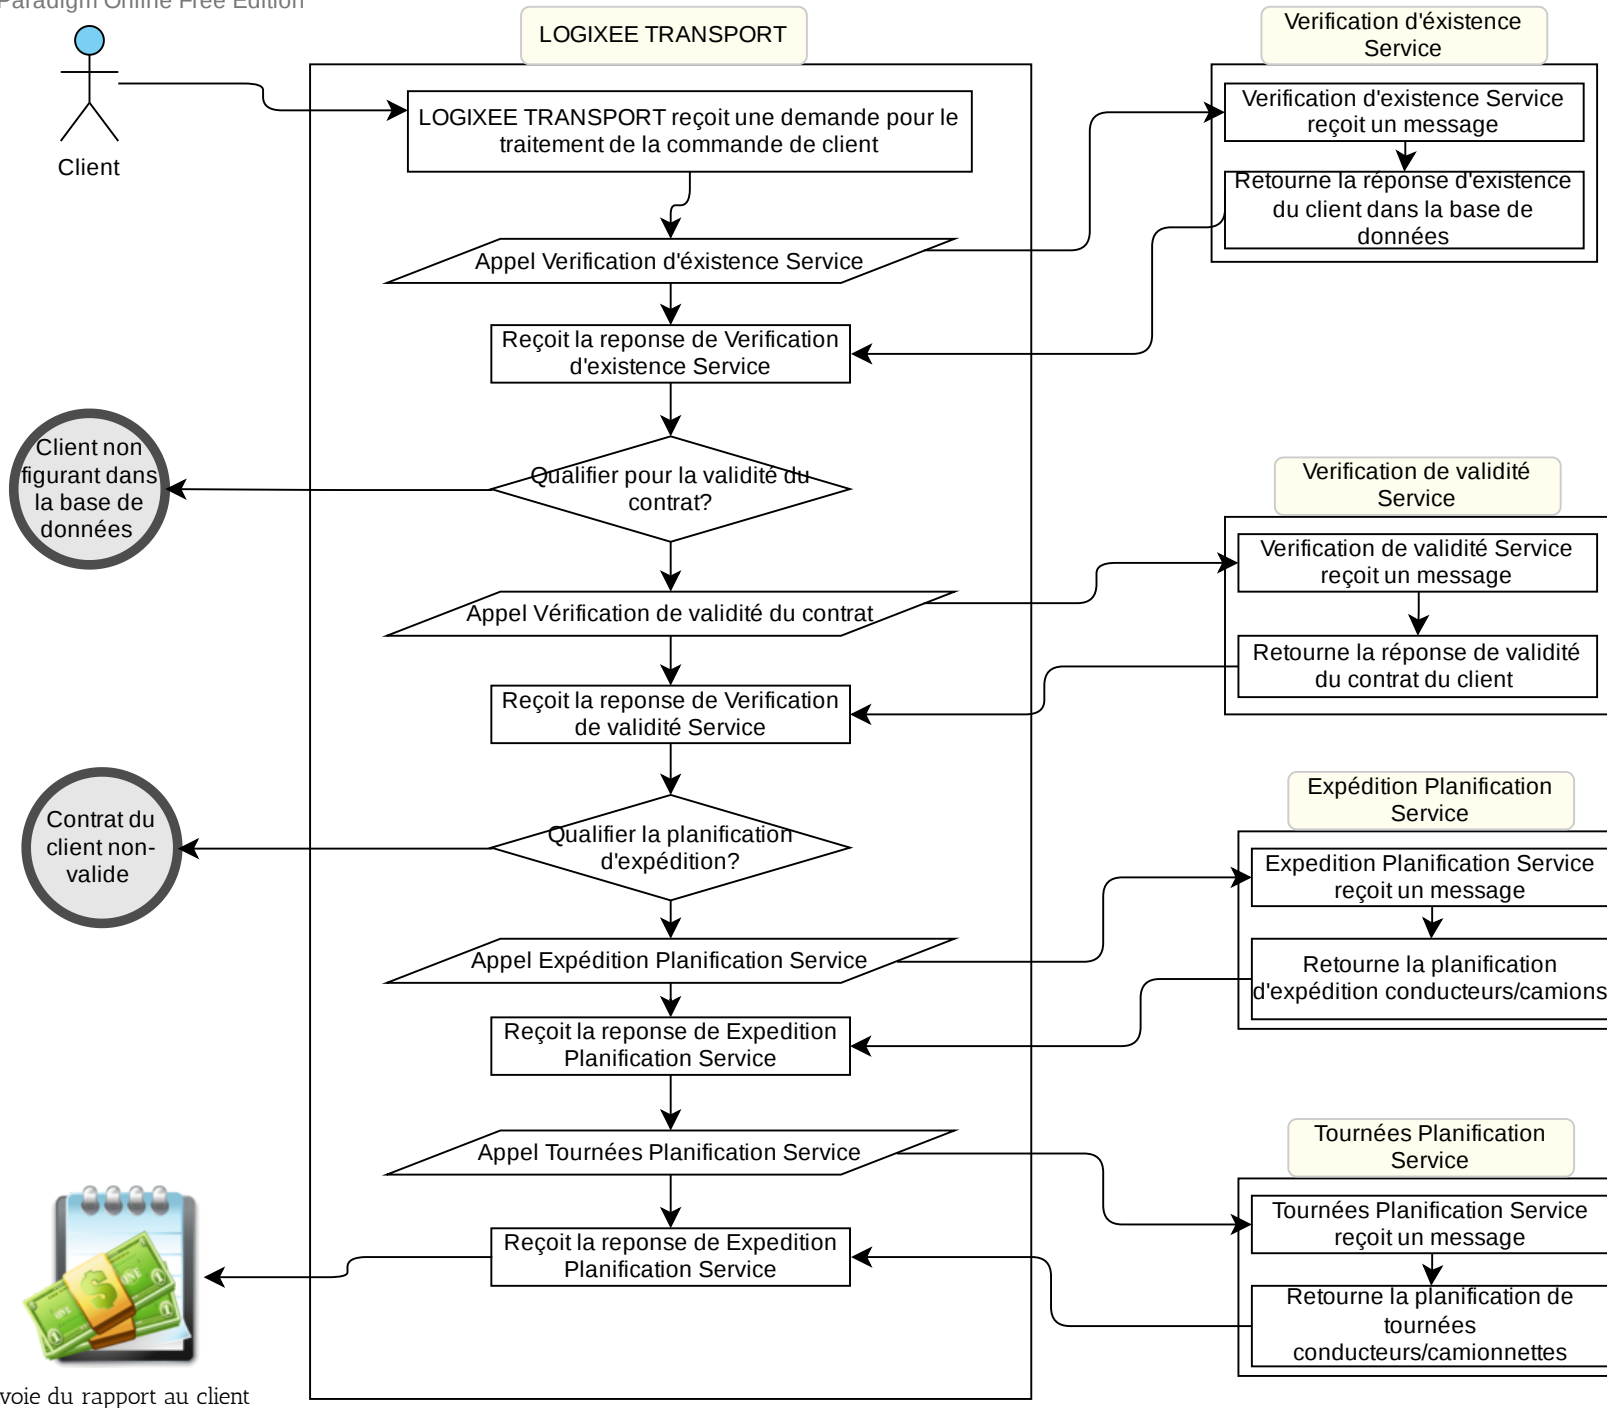 Paradigm Online Free Edition
LOGIXEE TRANSPORT
Verification d'éxistence
Service
Client
LOGIXEE TRANSPORT reçoit une demande pour le
traitement de la commande de client
Verification d'existence Service
reçoit un message
Retourne la réponse d'existence
du client dans la base de
données
Appel Verification d'éxistence Service
Reçoit la reponse de Verification
d'existence Service
Client non
figurant dans
la base de
données
Qualifier pour la validité du
contrat?
Verification de validité
Service
Verification de validité Service
reçoit un message
Appel Vérification de validité du contrat
Retourne la réponse de validité
du contrat du client
Reçoit la reponse de Verification
de validité Service
Contrat du
client non-
valide
Qualifier la planification
d'expédition?
Expédition Planification
Service
Expedition Planification Service
reçoit un message
Appel Expédition Planification Service
Retourne la planification
d'expédition conducteurs/camions
Reçoit la reponse de Expedition
Planification Service
Appel Tournées Planification Service
Tournées Planification
Service
Tournées Planification Service
reçoit un message
Reçoit la reponse de Expedition
Planification Service
Retourne la planification de
tournées
conducteurs/camionnettes
voie du rapport au client